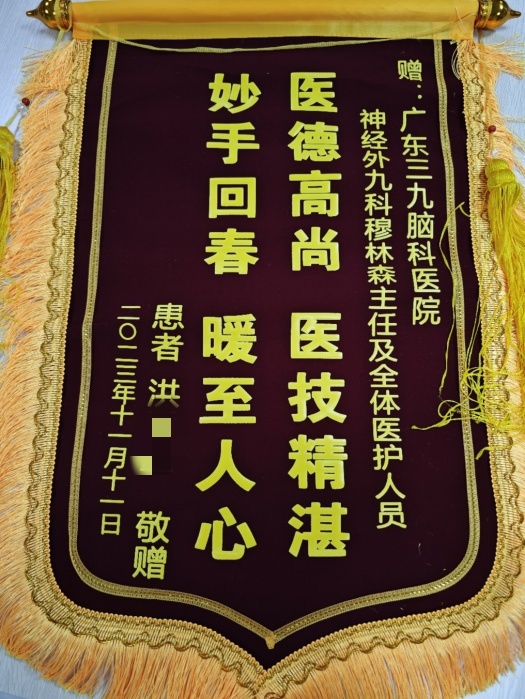 赠：广东三九脑科医院
神经外九科穆林森主任及全体医护人员
医德高尚 医技精湛
妙手回春 暖至人心
患者 洪 敬赠
二〇二三年十一月十一日